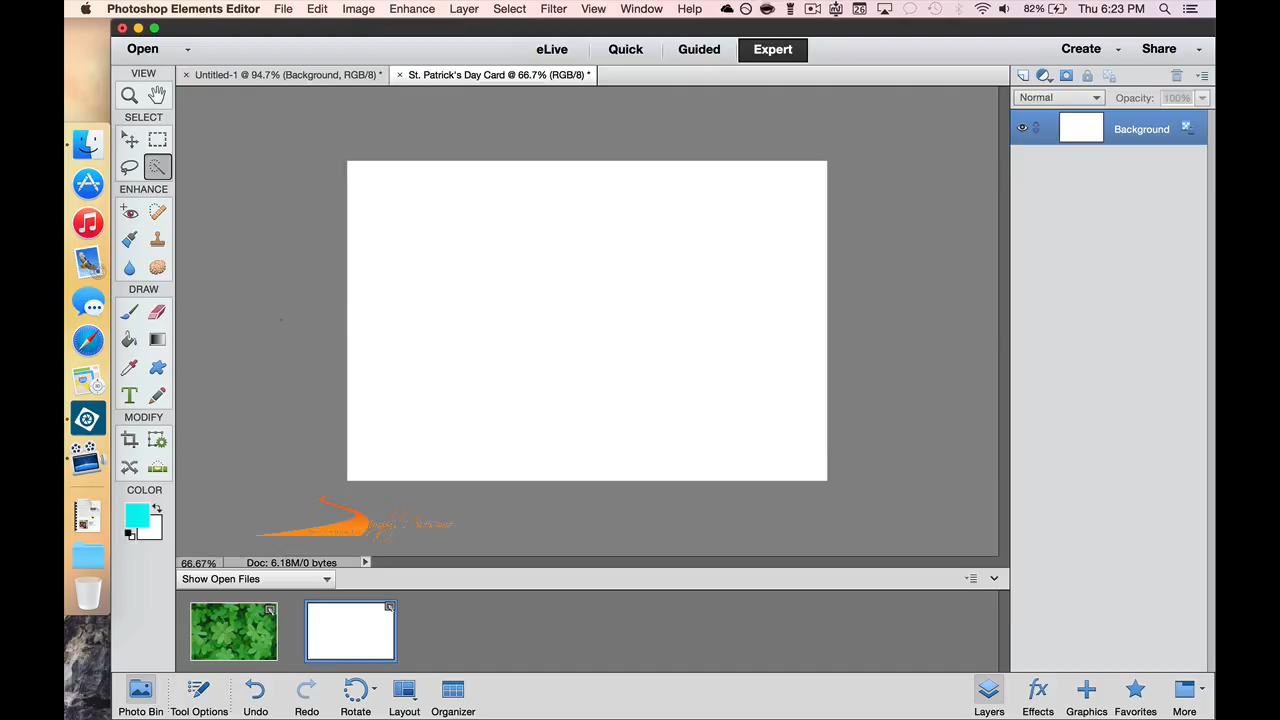 Photoshop Elements Editor File Edit Image Enhance Layer Select Filter View Window Help 26 82% Thu 6:23 PM
Open eLive Quick Guided Expert Create Share
VIEW
× Untitled-1 @ 94.7% (Background, RGB/8) *
× St. Patrick's Day Card @ 66.7% (RGB/8) *
Normal Opacity: 100%
SELECT
Background
ENHANCE
DRAW
T
MODIFY
COLOR
66.67% Doc: 6.18M/0 bytes
Show Open Files
Photo Bin Tool Options Undo Redo Rotate Layout Organizer Layers Effects Graphics Favorites More